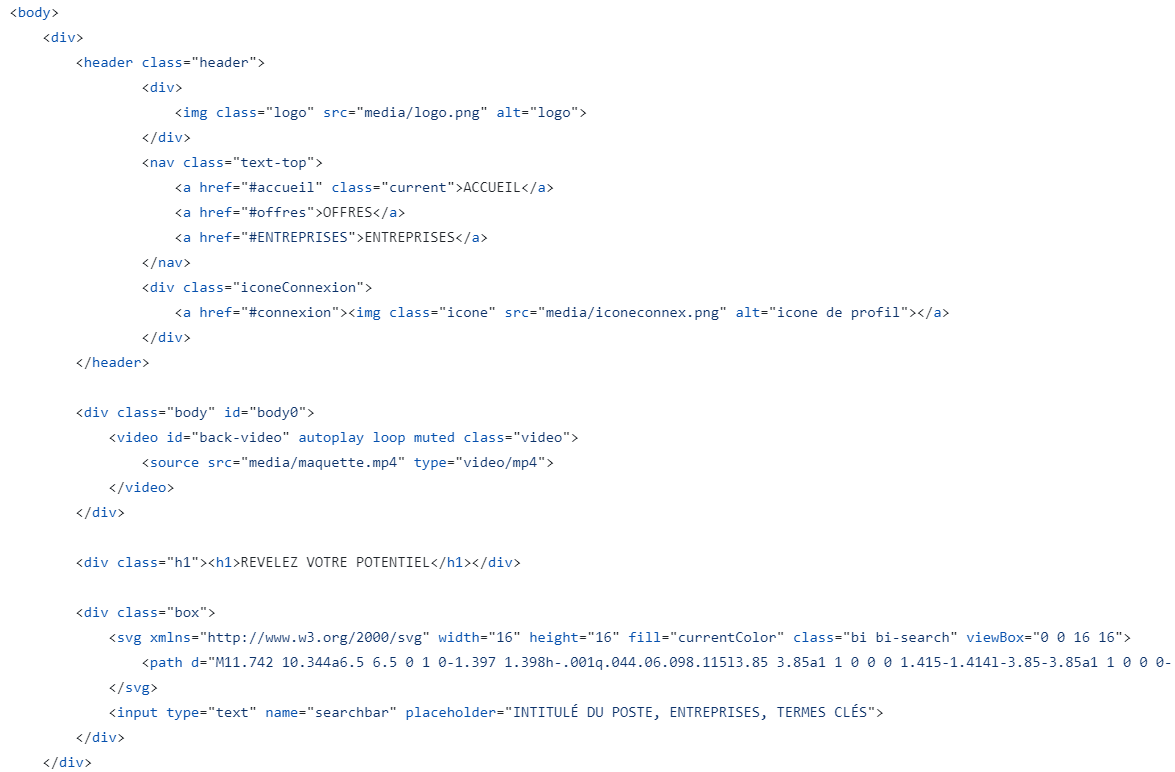 <body>
<div>
<header class="header">
<div>
<img class="logo" src="media/logo.png" alt="logo">
</div>
<nav class="text-top">
<a href="#accueil" class="current">ACCUEIL</a>
<a href="#offres">OFFRES</a>
<a href="#ENTREPRISES">ENTREPRISES</a>
</nav>
<div class="iconeConnexion">
<a href="#connexion"><img class="icone" src="media/iconeconnex.png" alt="icone de profil"></a>
</div>
</header>
<div class="body" id="body0">
<video id="back-video" autoplay loop muted class="video">
<source src="media/maquette.mp4" type="video/mp4">
</video>
</div>
<div class="h1"><h1>REVELEZ VOTRE POTENTIEL</h1></div>
<div class="box">
<svg xmlns="http://www.w3.org/2000/svg" width="16" height="16" fill="currentColor" class="bi bi-search" viewBox="0 0 16 16">
<path d="M11.742 10.344a6.5 6.5 0 1 0-1.397 1.398h-.001q.044.06.098.115l3.85 3.85a1 1 0 0 0 1.415-1.414l-3.85-3.85a1 1 0 0 0-
</svg>
<input type="text" name="searchbar" placeholder="INTITULÉ DU POSTE, ENTREPRISES, TERMES CLÉS">
</div>
</div>